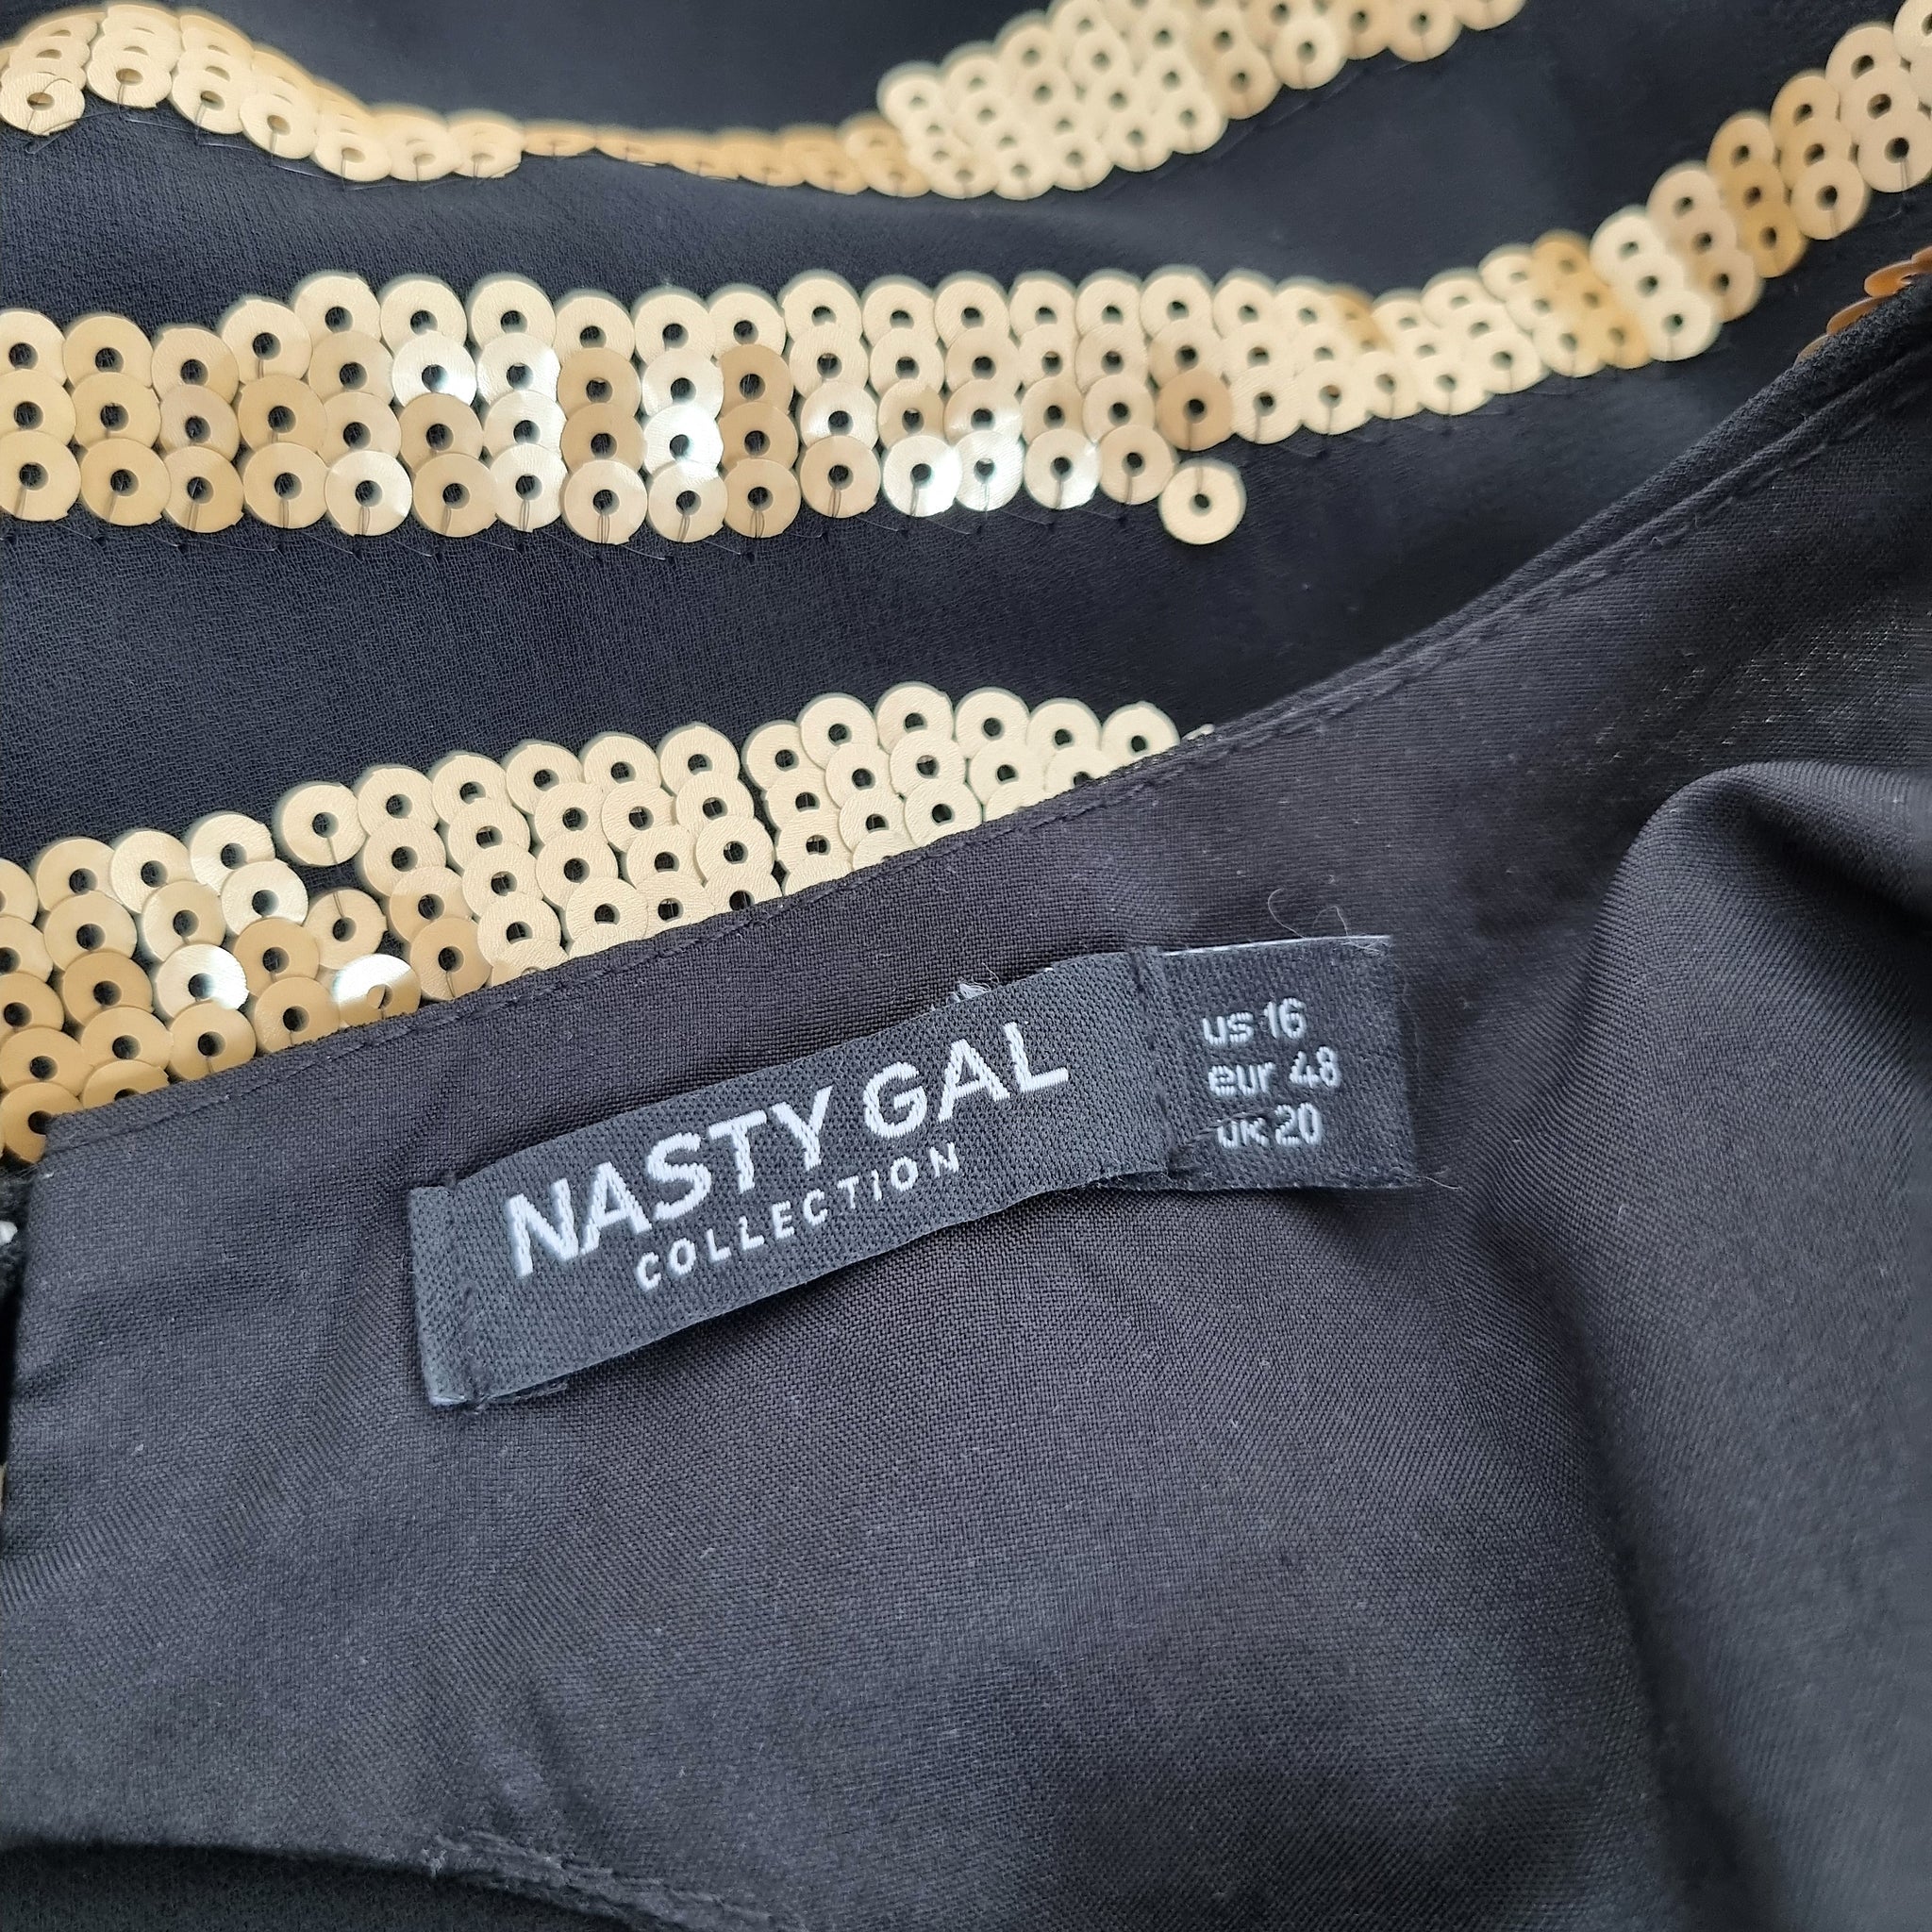 NASTY GAL
COLLECTION
us 16
eur 48
uk 20